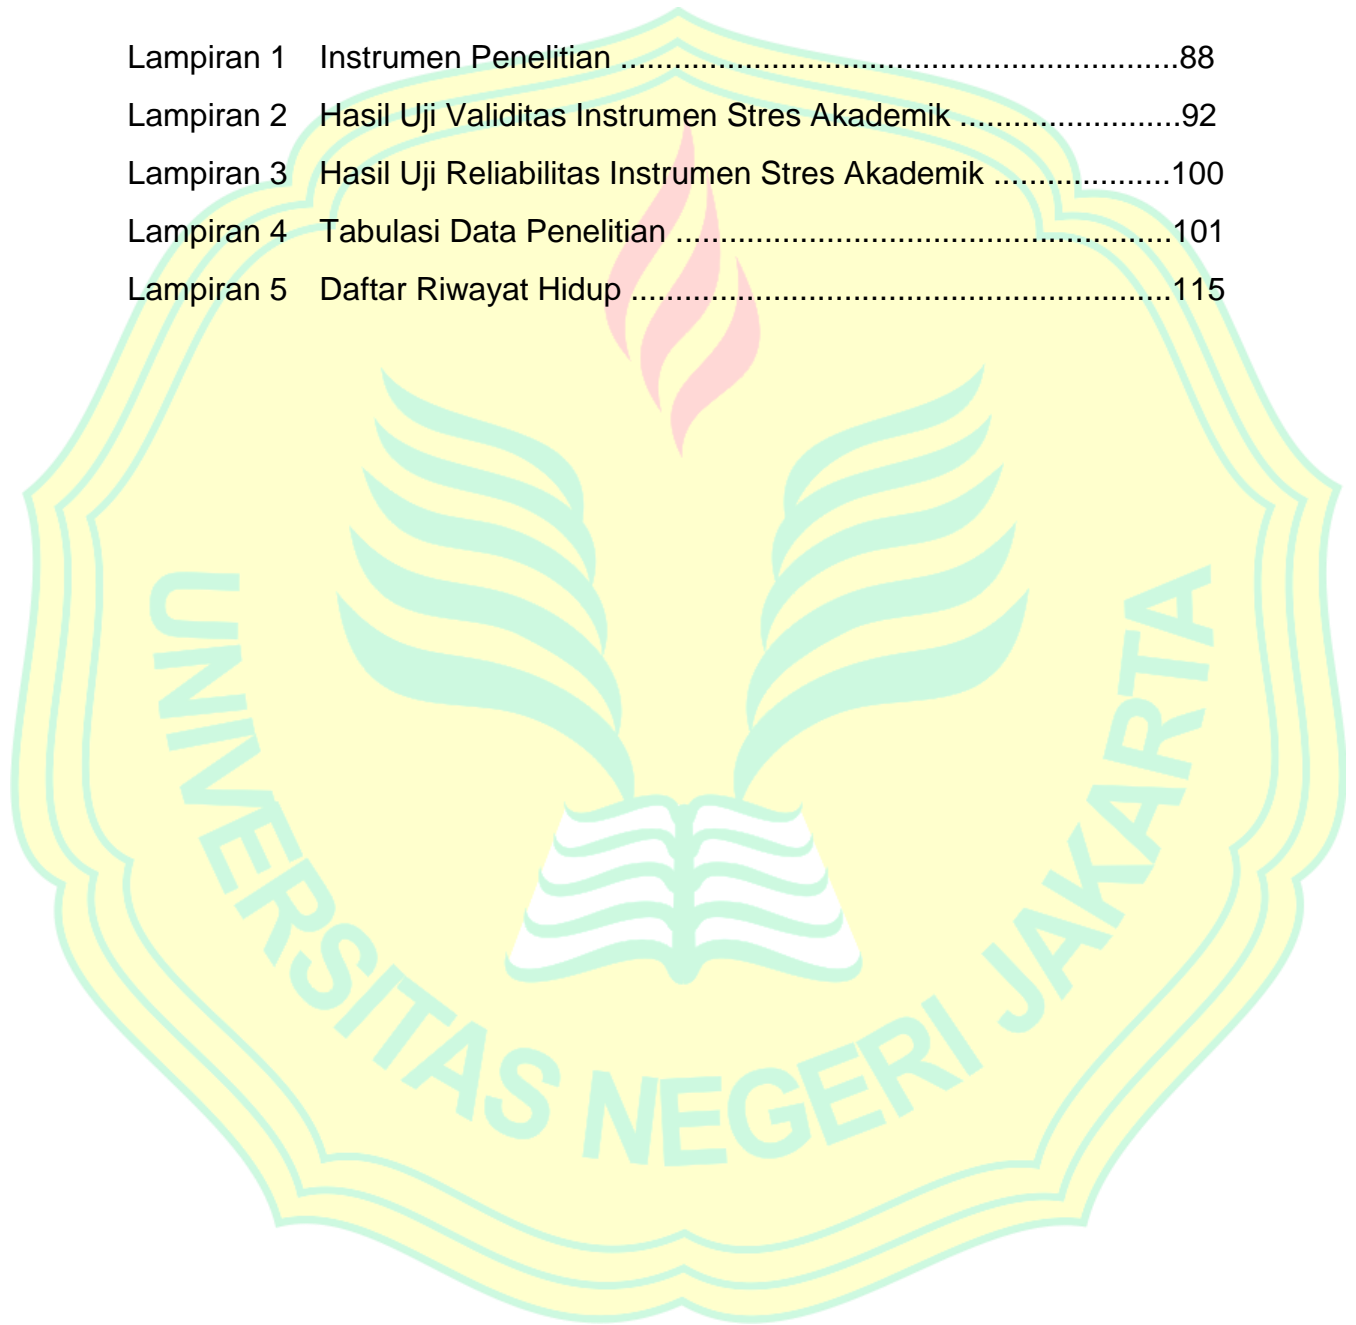 Lampiran 1 Instrumen Penelitian ...............................................................88
Lampiran 2 Hasil Uji Validitas Instrumen Stres Akademik .........................92
Lampiran 3 Hasil Uji Reliabilitas Instrumen Stres Akademik ....................100
Lampiran 4 Tabulasi Data Penelitian ........................................................101
Lampiran 5 Daftar Riwayat Hidup .............................................................115
UNIVERSITAS NEGERI JAKARTA